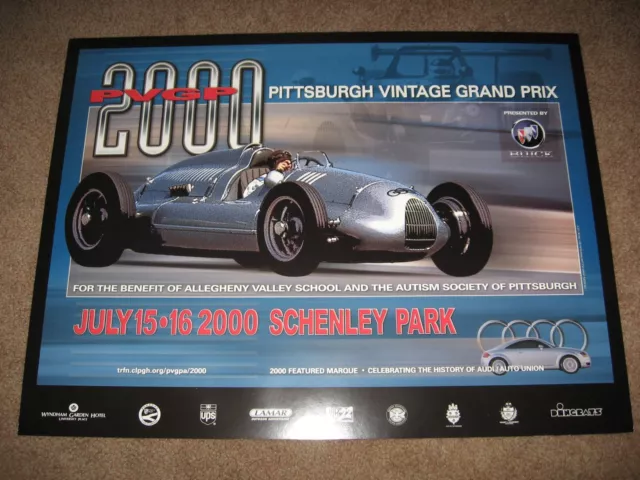 2000
PVGP
PITTSBURGH VINTAGE GRAND PRIX
PRESENTED BY
BUICK
FOR THE BENEFIT OF ALLEGHENY VALLEY SCHOOL AND THE AUTISM SOCIETY OF PITTSBURGH
JULY 15•16 2000 SCHENLEY PARK
trfn.clpgh.org/pvgpa/2000
2000 FEATURED MARQUE • CELEBRATING THE HISTORY OF AUDI/AUTO UNION
WYNDHAM GARDEN HOTEL
ups
LAMAR
DINGBATS